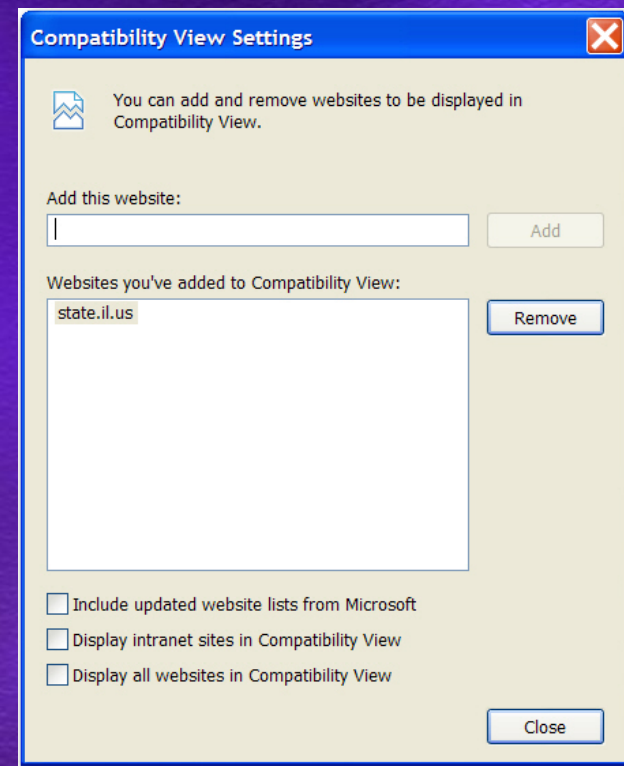 Compatibility View Settings
You can add and remove websites to be displayed in
Compatibility View.
Add this website:
Add
Websites you've added to Compatibility View:
state.il.us
Remove
Include updated website lists from Microsoft
Display intranet sites in Compatibility View
Display all websites in Compatibility View
Close